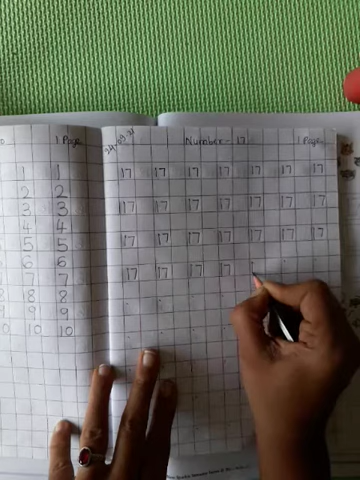 1 Page
1 1
2 2
3 3
4 4
5 5
6 6
7 7
18 8
9 9
10 10
Number - 17 1 Page
17 17 17 17 17 17 17
17 17 17 17 17 17 17
17 17 17 17 17 17 17
17 17 17 17